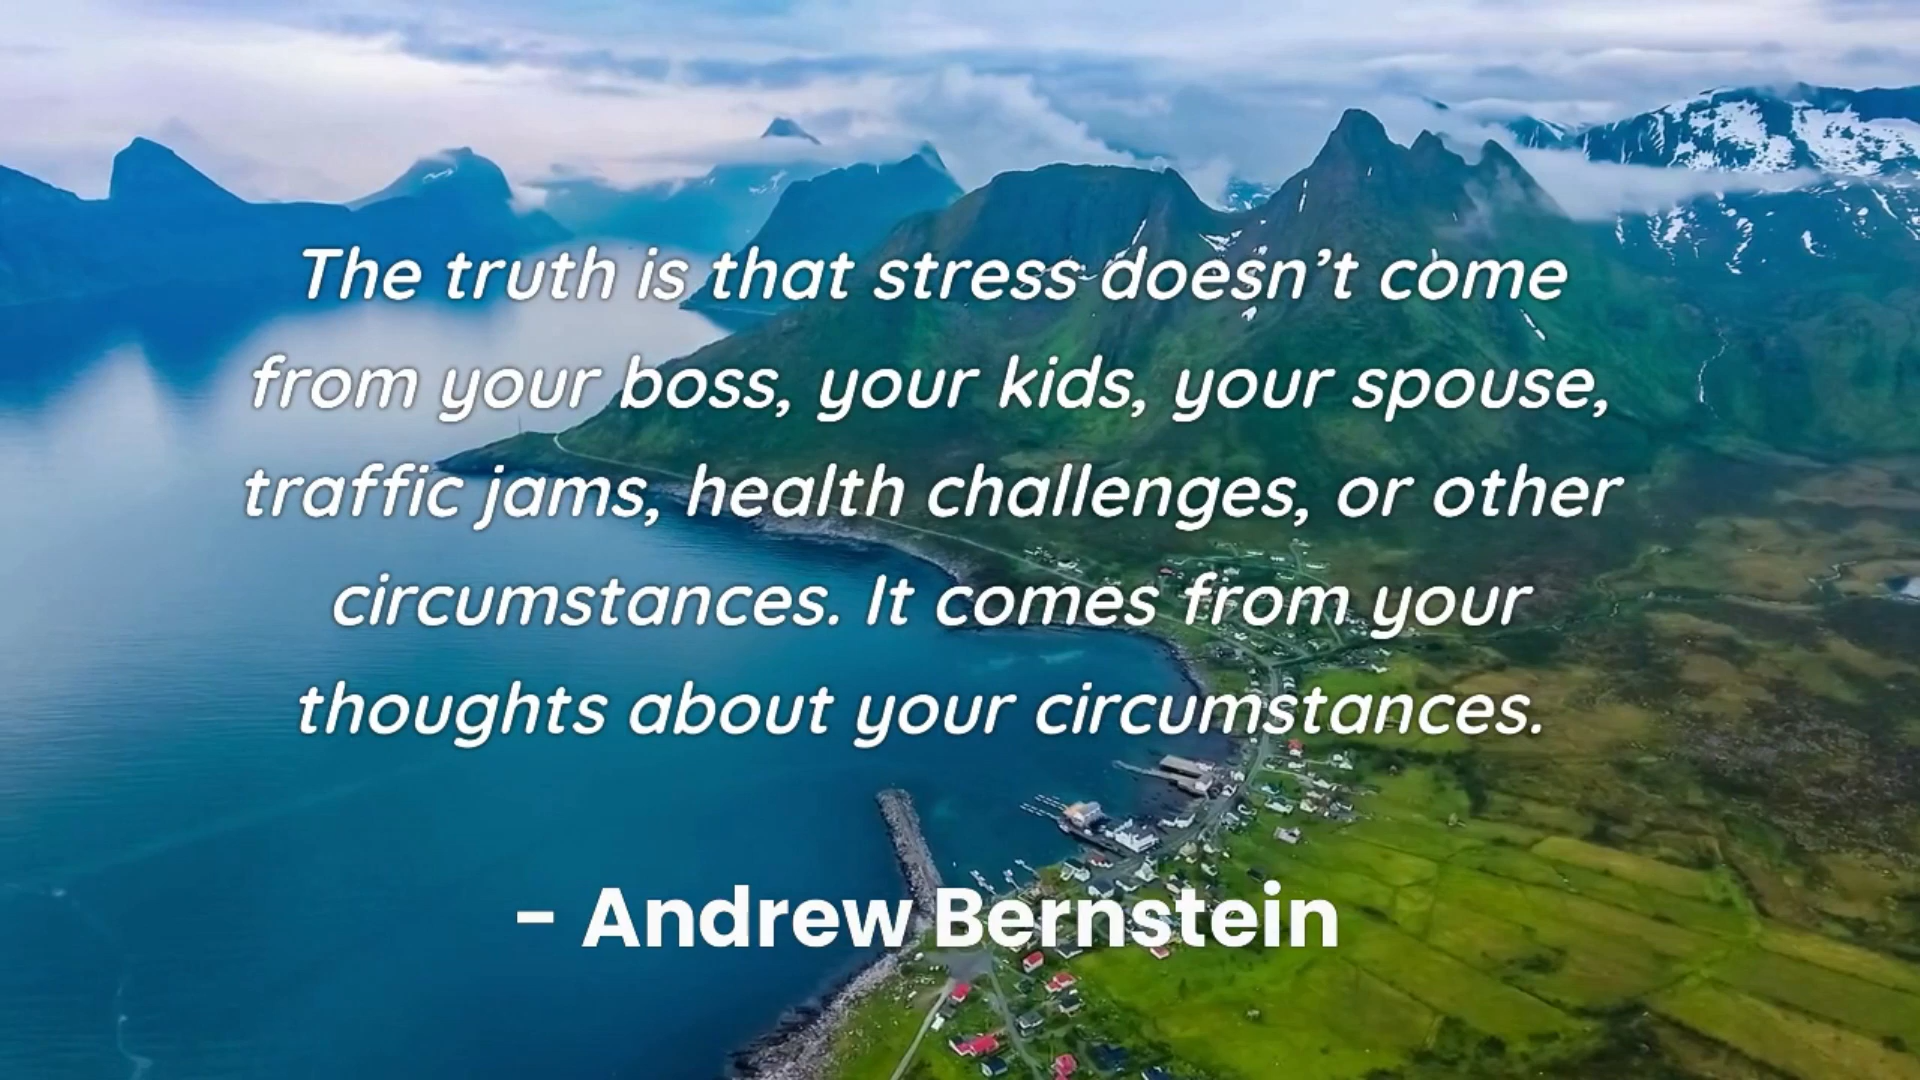 The truth is that stress doesn’t come
from your boss, your kids, your spouse,
traffic jams, health challenges, or other
circumstances. It comes from your
thoughts about your circumstances.
- Andrew Bernstein